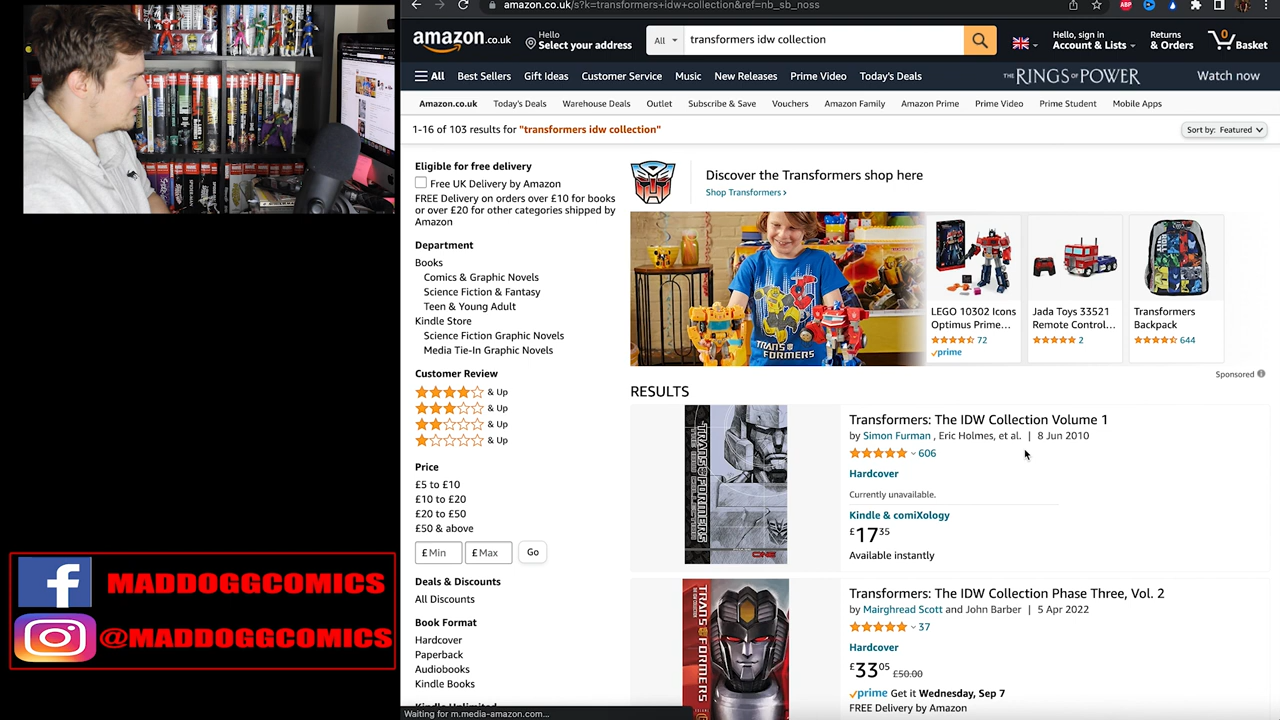 amazon.co.uk/s?k=transformers+idw+collection&ref=nb_sb_noss
amazon.co.uk
Hello
Select your address
All
transformers idw collection
Hello, sign in
Account & Lists
Returns
& Orders
0
Basket
All
Best Sellers
Gift Ideas
Customer Service
Music
New Releases
Prime Video
Today's Deals
THE RINGS OF POWER
Watch now
Amazon.co.uk
Today's Deals
Warehouse Deals
Outlet
Subscribe & Save
Vouchers
Amazon Family
Amazon Prime
Prime Video
Prime Student
Mobile Apps
1-16 of 103 results for "transformers idw collection"
Sort by: Featured
Eligible for free delivery
Free UK Delivery by Amazon
FREE Delivery on orders over £10 for books
or over £20 for other categories shipped by
Amazon
Department
Books
Comics & Graphic Novels
Science Fiction & Fantasy
Teen & Young Adult
Kindle Store
Science Fiction Graphic Novels
Media Tie-In Graphic Novels
Customer Review
& Up
& Up
& Up
& Up
Price
£5 to £10
£10 to £20
£20 to £50
£50 & above
£ Min
£ Max
Go
Deals & Discounts
All Discounts
Book Format
Hardcover
Paperback
Audiobooks
Kindle Books
Kindle Unlimited
Waiting for m.media-amazon.com...
Discover the Transformers shop here
Shop Transformers ›
TRANSFORMERS
LEGO 10302 Icons
Optimus Prime...
72
prime
Jada Toys 33521
Remote Control...
2
Transformers
Backpack
644
Sponsored
RESULTS
TRANSFORMERS
Transformers: The IDW Collection Volume 1
by Simon Furman , Eric Holmes, et al. | 8 Jun 2010
606
Hardcover
Currently unavailable.
Kindle & comiXology
£17 35
Available instantly
TRANSFORMERS
Transformers: The IDW Collection Phase Three, Vol. 2
by Mairghread Scott and John Barber | 5 Apr 2022
37
Hardcover
£33 05 £50.00
prime Get it Wednesday, Sep 7
FREE Delivery by Amazon
MADDOGGCOMICS
@MADDOGGCOMICS